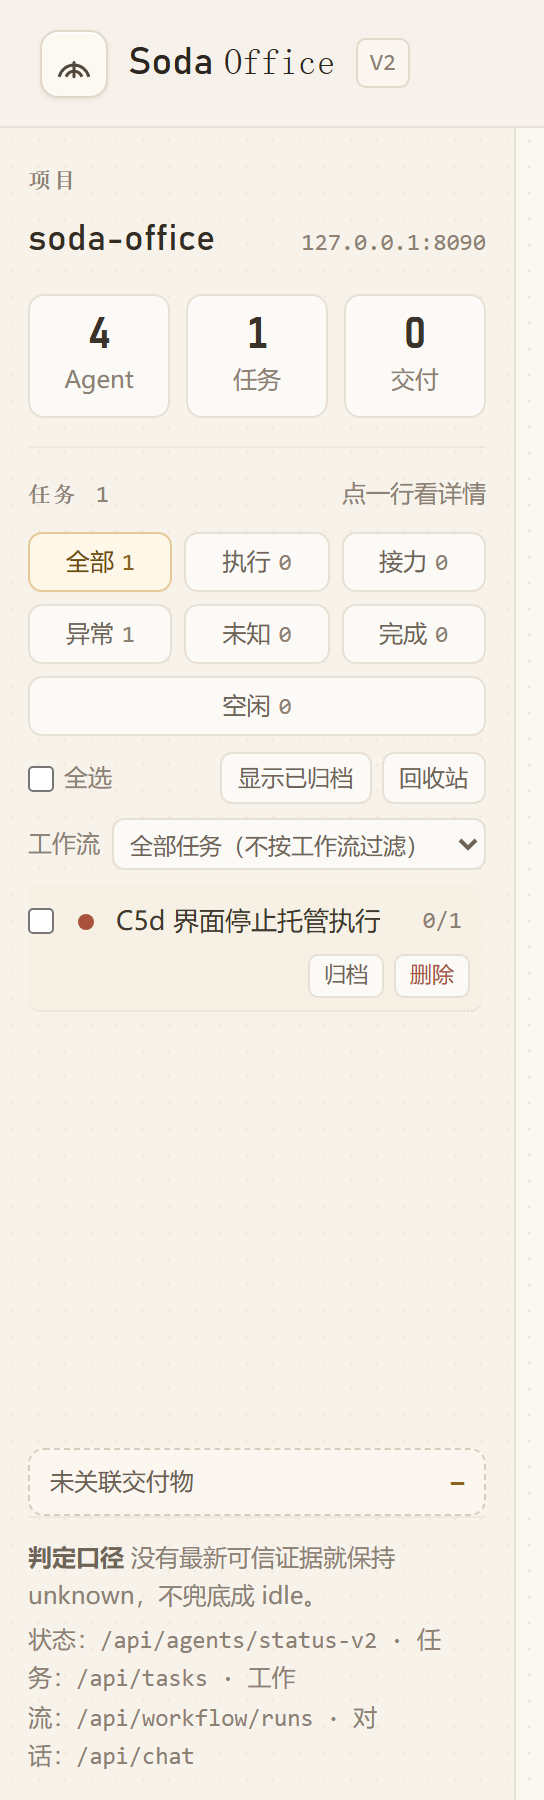 Soda Office V2
项目
soda-office 127.0.0.1:8090
4 1 0
Agent 任务 交付
任务 1 点一行看详情
全部 1 执行 0 接力 0
异常 1 未知 0 完成 0
空闲 0
全选 显示已归档 回收站
工作流 全部任务（不按工作流过滤）
C5d 界面停止托管执行 0/1
归档 删除
未关联交付物 –
判定口径 没有最新可信证据就保持
unknown，不兜底成 idle。
状态：/api/agents/status-v2 · 任
务：/api/tasks · 工作
流：/api/workflow/runs · 对
话：/api/chat